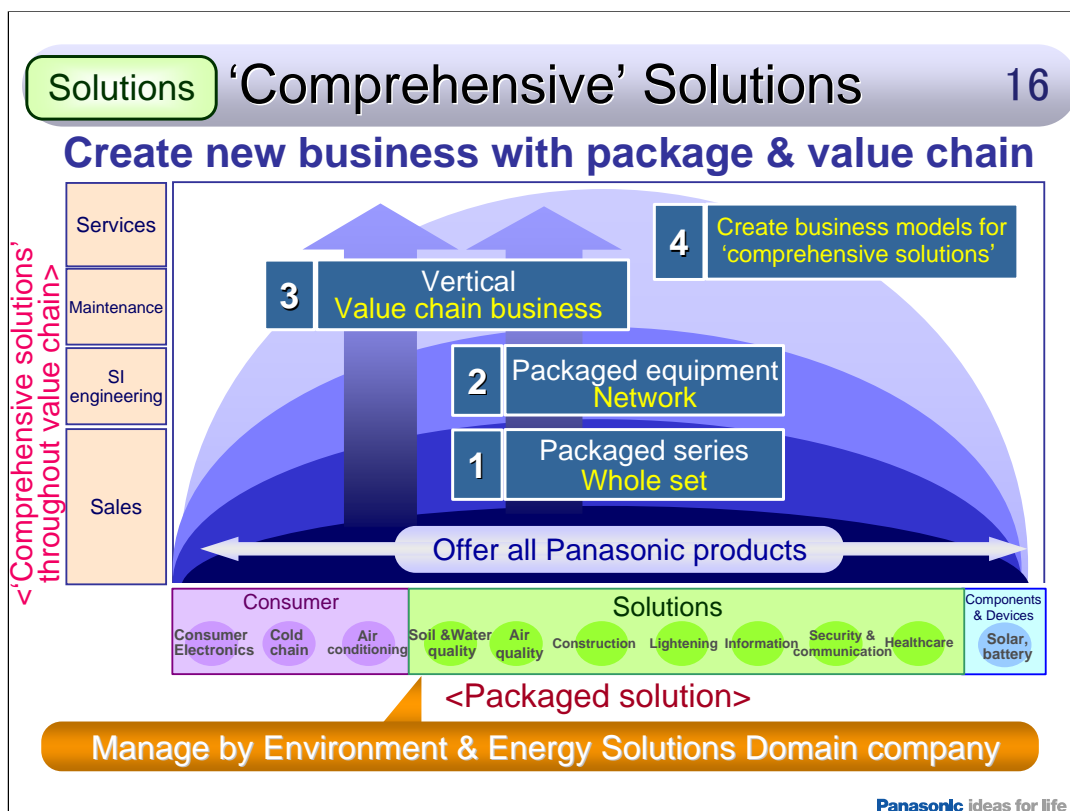 Solutions
‘Comprehensive’ Solutions
16
Create new business with package & value chain
<‘Comprehensive solutions’
throughout value chain>
Services
Maintenance
SI
engineering
Sales
4
Create business models for
‘comprehensive solutions’
3
Vertical
Value chain business
2
Packaged equipment
Network
1
Packaged series
Whole set
Offer all Panasonic products
Consumer
Consumer
Electronics
Cold
chain
Air
conditioning
Solutions
Soil &Water
quality
Air
quality
Construction
Lightening
Information
Security &
communication
Healthcare
Components
& Devices
Solar,
battery
<Packaged solution>
Manage by Environment & Energy Solutions Domain company
Panasonic ideas for life